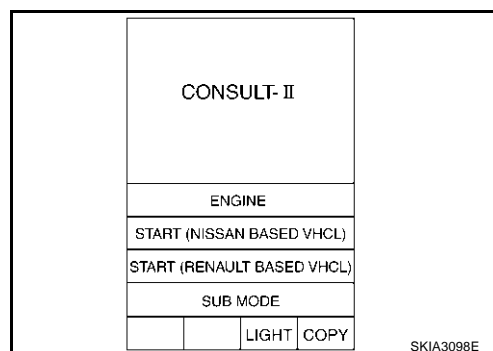 CONSULT- II
ENGINE
START (NISSAN BASED VHCL)
START (RENAULT BASED VHCL)
SUB MODE
LIGHT COPY
SKIA3098E